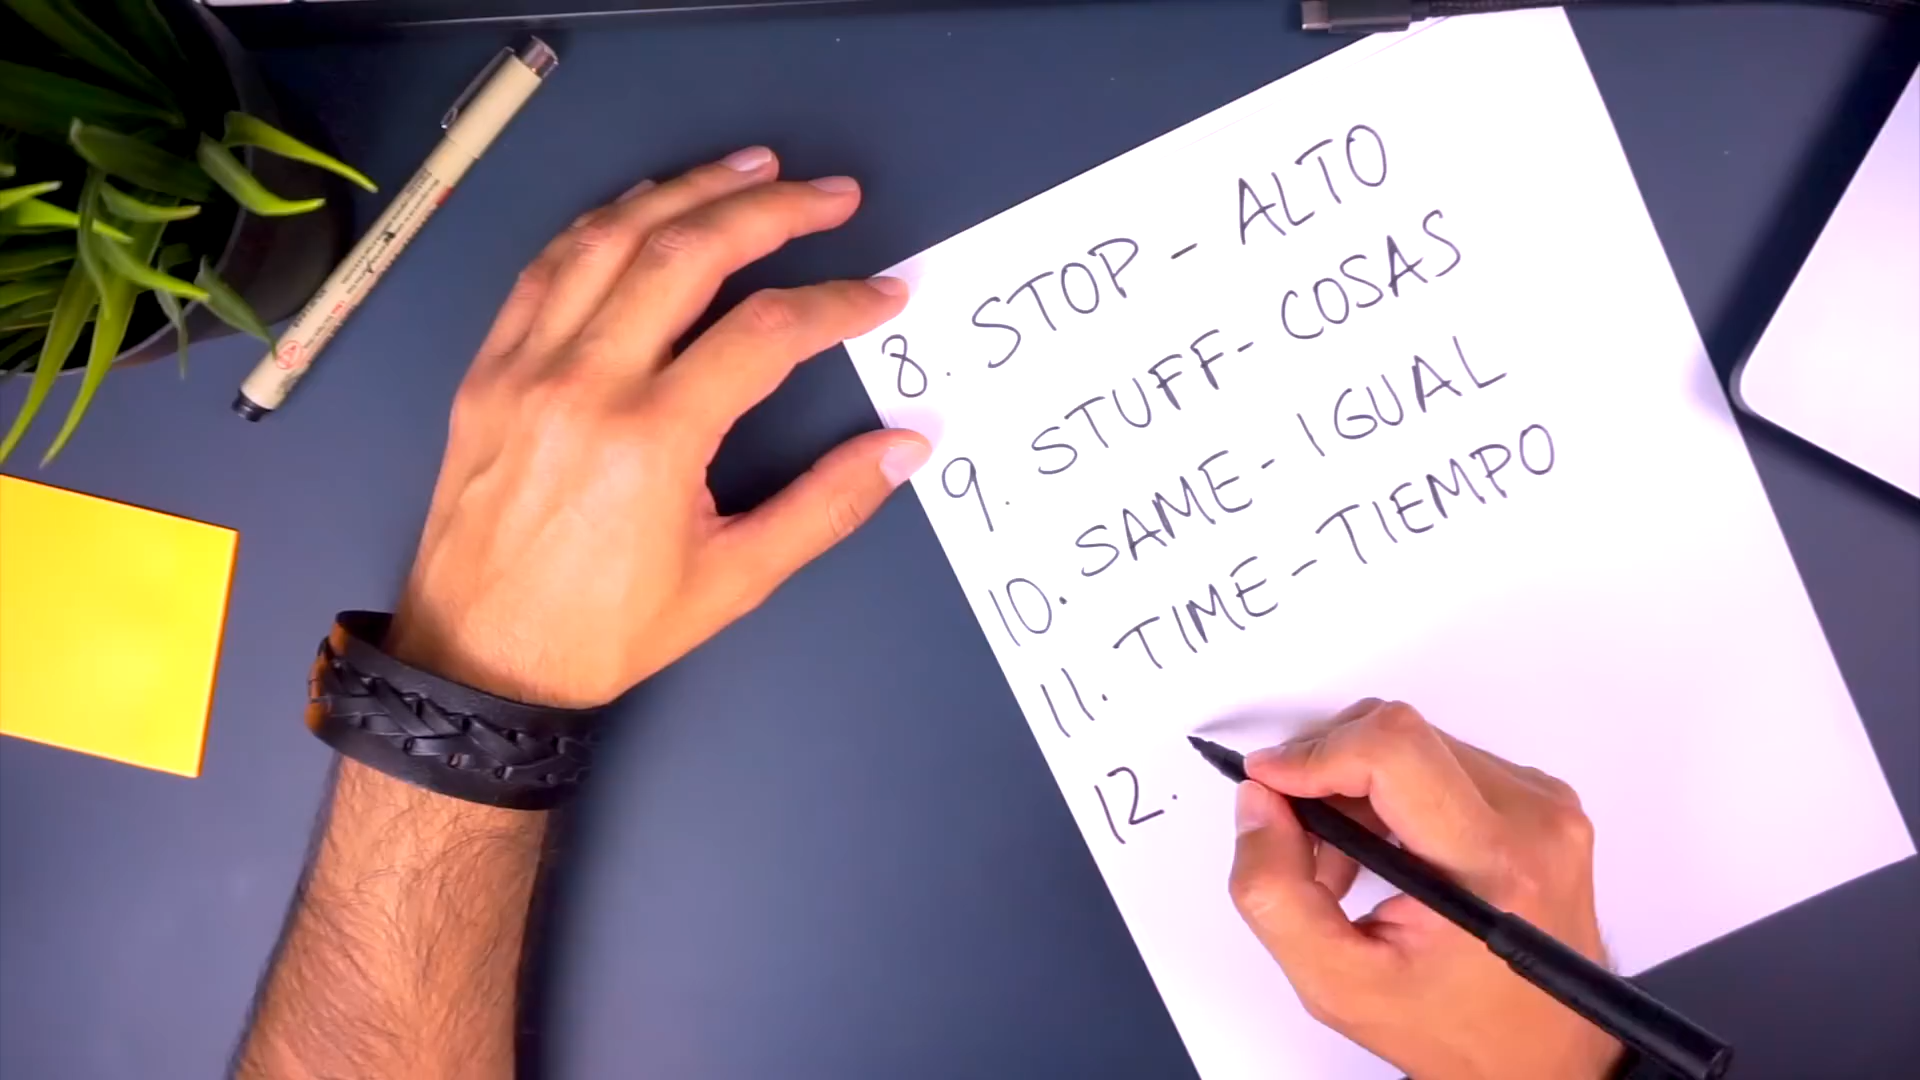 8. STOP - ALTO
9. STUFF - COSAS
10. SAME - IGUAL
11. TIME - TIEMPO
12.